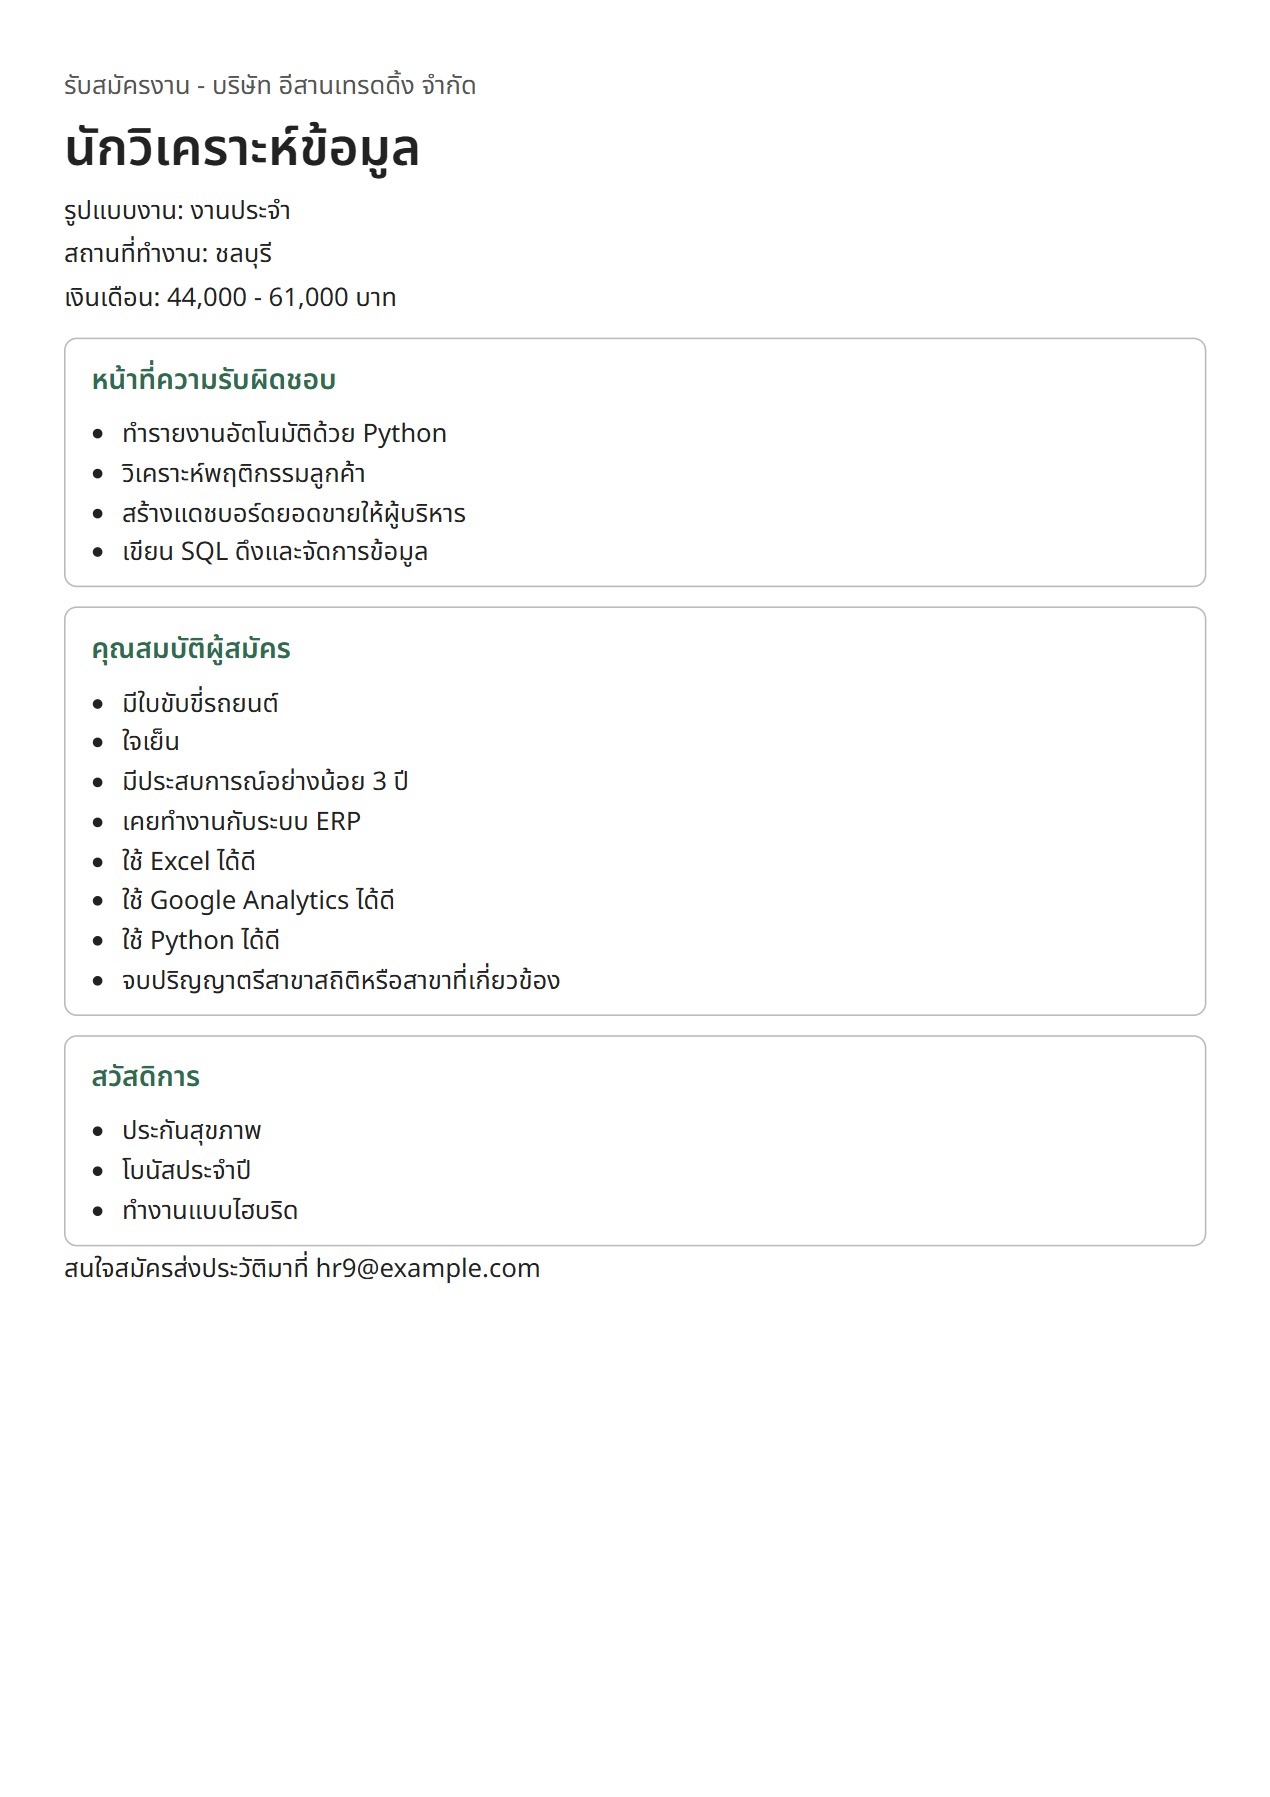 รับสมัครงาน - บริษัท อีสานเทรดดิ้ง จำกัด
นักวิเคราะห์ข้อมูล
รูปแบบงาน: งานประจำ
สถานที่ทำงาน: ชลบุรี
เงินเดือน: 44,000 - 61,000 บาท
หน้าที่ความรับผิดชอบ
• ทำรายงานอัตโนมัติด้วย Python
• วิเคราะห์พฤติกรรมลูกค้า
• สร้างแดชบอร์ดยอดขายให้ผู้บริหาร
• เขียน SQL ดึงและจัดการข้อมูล
คุณสมบัติผู้สมัคร
• มีใบขับขี่รถยนต์
• ใจเย็น
• มีประสบการณ์อย่างน้อย 3 ปี
• เคยทำงานกับระบบ ERP
• ใช้ Excel ได้ดี
• ใช้ Google Analytics ได้ดี
• ใช้ Python ได้ดี
• จบปริญญาตรีสาขาสถิติหรือสาขาที่เกี่ยวข้อง
สวัสดิการ
• ประกันสุขภาพ
• โบนัสประจำปี
• ทำงานแบบไฮบริด
สนใจสมัครส่งประวัติมาที่ hr9@example.com